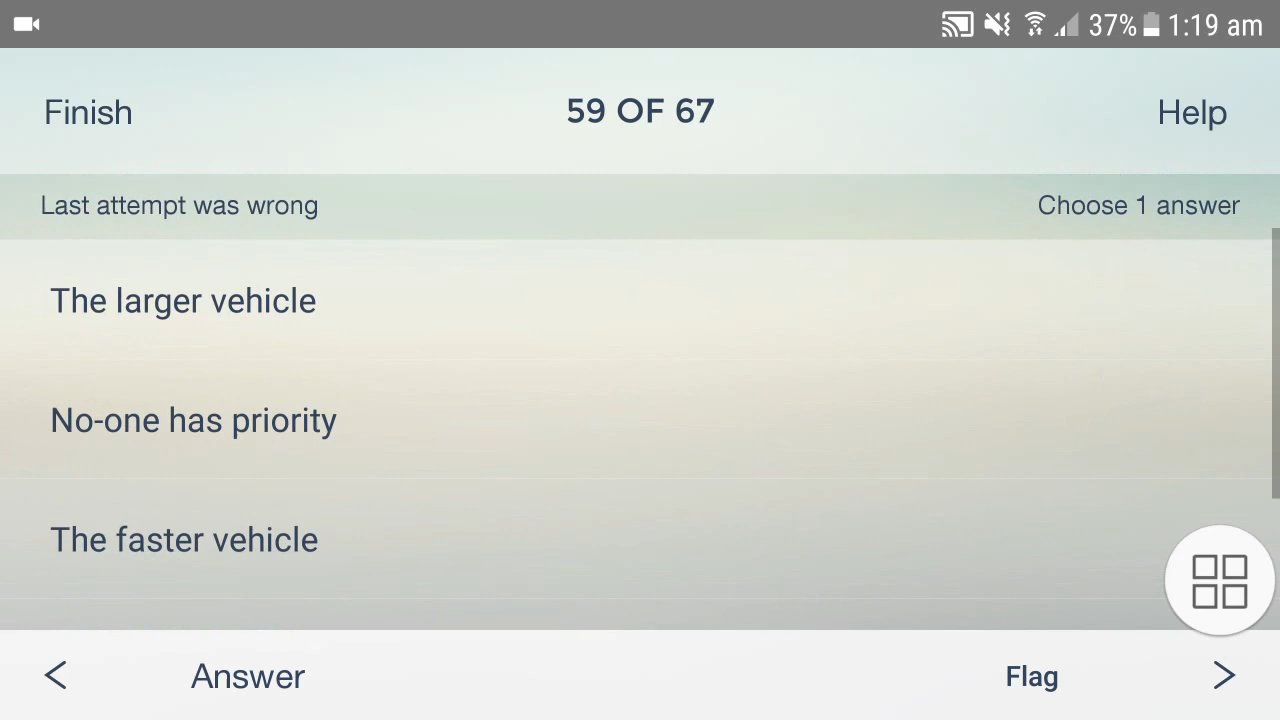 37% 1:19 am
Finish 59 OF 67 Help
Last attempt was wrong Choose 1 answer
The larger vehicle
No-one has priority
The faster vehicle
< Answer Flag >